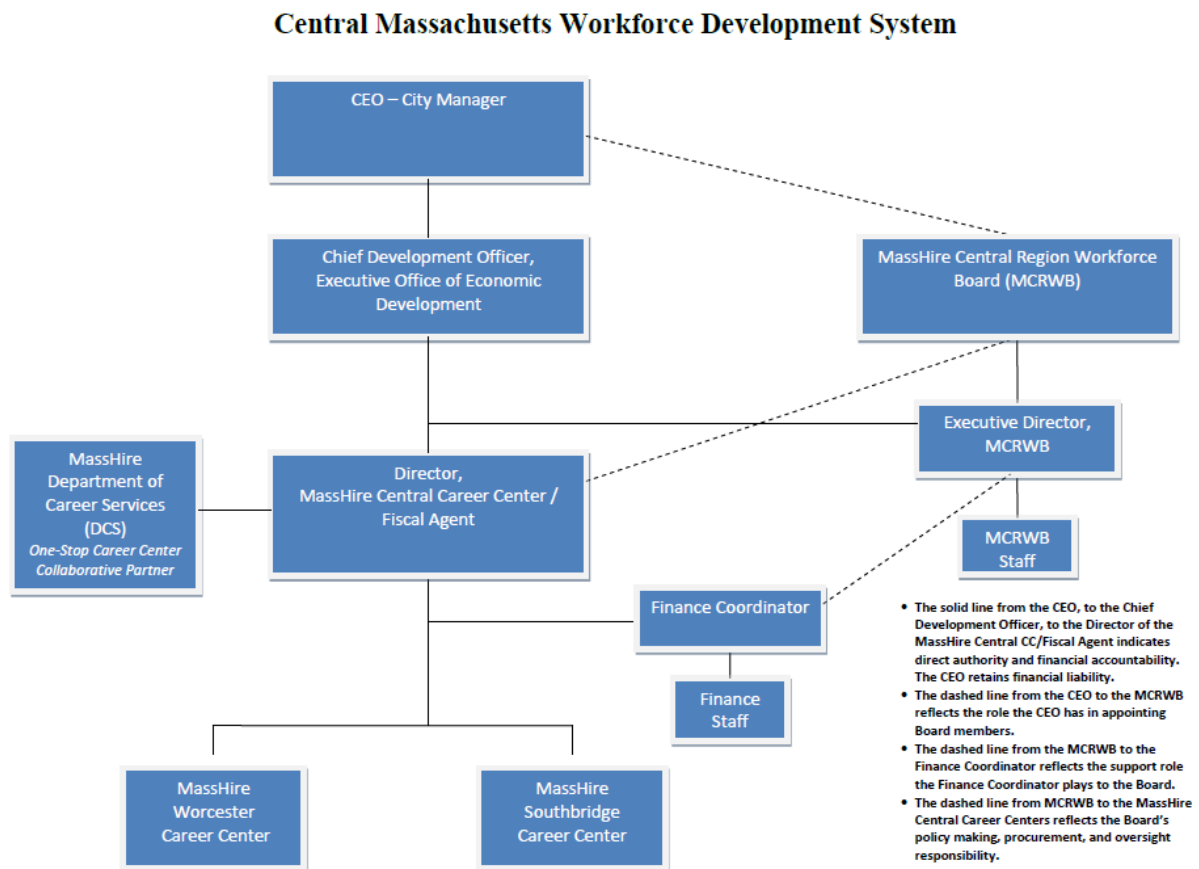 Central Massachusetts Workforce Development System
CEO – City Manager
Chief Development Officer,
Executive Office of Economic
Development
MassHire Central Region Workforce
Board (MCRWB)
Executive Director,
MCRWB
MassHire
Department of
Career Services
(DCS)
One-Stop Career Center
Collaborative Partner
Director,
MassHire Central Career Center /
Fiscal Agent
MCRWB
Staff
Finance Coordinator
Finance
Staff
MassHire
Worcester
Career Center
MassHire
Southbridge
Career Center
• The solid line from the CEO, to the Chief
Development Officer, to the Director of the
MassHire Central CC/Fiscal Agent indicates
direct authority and financial accountability.
The CEO retains financial liability.
• The dashed line from the CEO to the MCRWB
reflects the role the CEO has in appointing
Board members.
• The dashed line from the MCRWB to the
Finance Coordinator reflects the support role
the Finance Coordinator plays to the Board.
• The dashed line from MCRWB to the MassHire
Central Career Centers reflects the Board's
policy making, procurement, and oversight
responsibility.